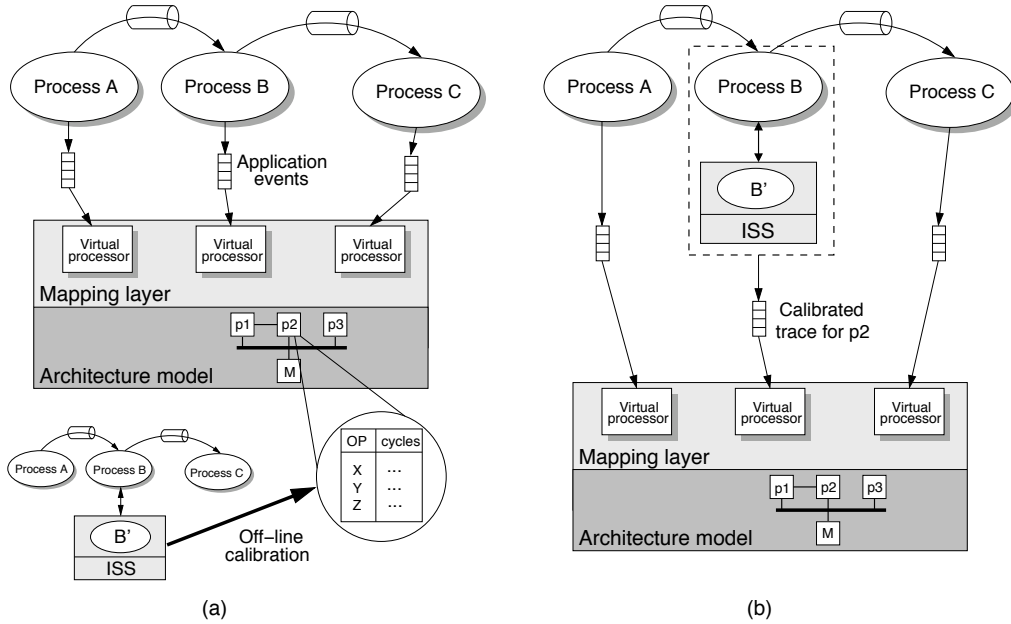 Process A
Process B
Process C
Application
events
Virtual
processor
Virtual
processor
Virtual
processor
Mapping layer
p1
p2
p3
M
Architecture model
OP
cycles
X
...
Y
...
Z
...
Process A
Process B
Process C
B'
ISS
Off-line
calibration
(a)
Process A
Process B
Process C
B'
ISS
Calibrated
trace for p2
Virtual
processor
Virtual
processor
Virtual
processor
Mapping layer
p1
p2
p3
M
Architecture model
(b)